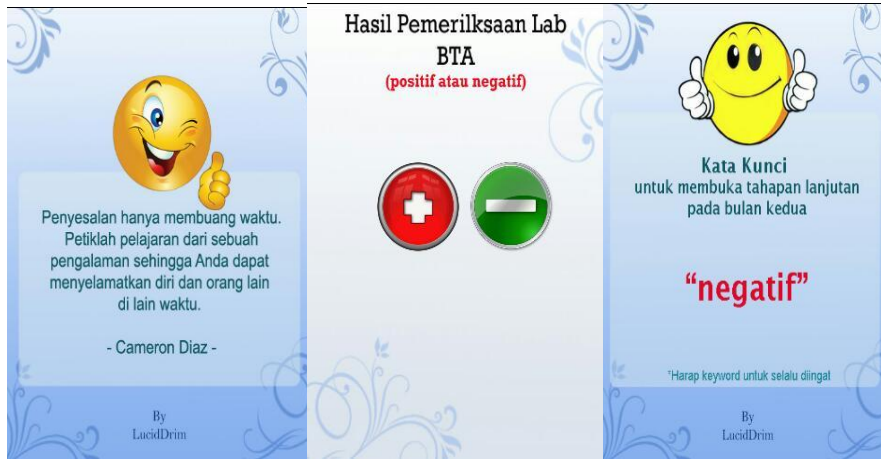 Penyesalan hanya membuang waktu.
Petiklah pelajaran dari sebuah
pengalaman sehingga Anda dapat
menyelamatkan diri dan orang lain
di lain waktu.
- Cameron Diaz -
By
LucidDrim
Hasil Pemerilksaan Lab
BTA
(positif atau negatif)
Kata Kunci
untuk membuka tahapan lanjutan
pada bulan kedua
“negatif”
*Harap keyword untuk selalu diingat
By
LucidDrim